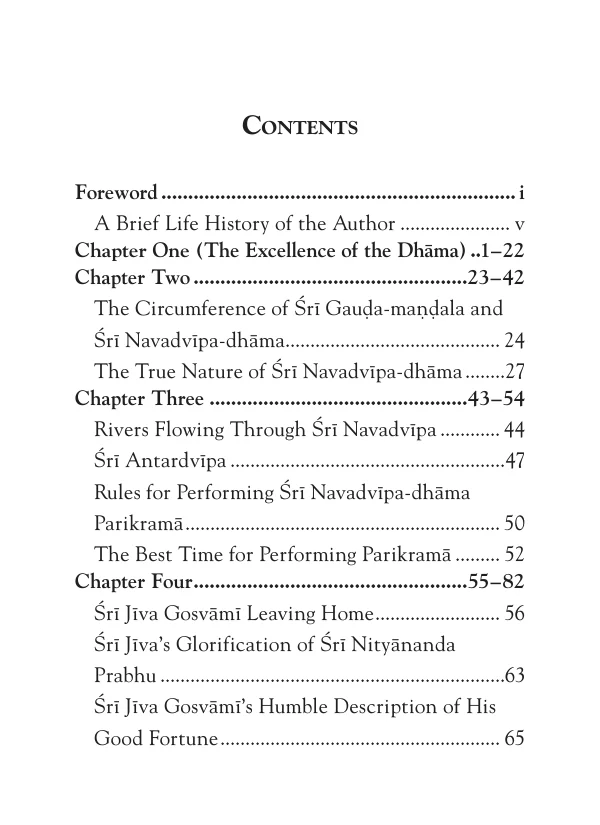 CONTENTS
Foreword .................................................................. i
A Brief Life History of the Author ...................... v
Chapter One (The Excellence of the Dhāma) ..1–22
Chapter Two ...................................................23–42
The Circumference of Śrī Gauḍa-maṇḍala and
Śrī Navadvīpa-dhāma........................................... 24
The True Nature of Śrī Navadvīpa-dhāma ........27
Chapter Three ................................................43–54
Rivers Flowing Through Śrī Navadvīpa ............ 44
Śrī Antardvīpa .......................................................47
Rules for Performing Śrī Navadvīpa-dhāma
Parikramā............................................................... 50
The Best Time for Performing Parikramā ......... 52
Chapter Four...................................................55–82
Śrī Jīva Gosvāmī Leaving Home......................... 56
Śrī Jīva’s Glorification of Śrī Nityānanda
Prabhu .....................................................................63
Śrī Jīva Gosvāmī’s Humble Description of His
Good Fortune........................................................ 65